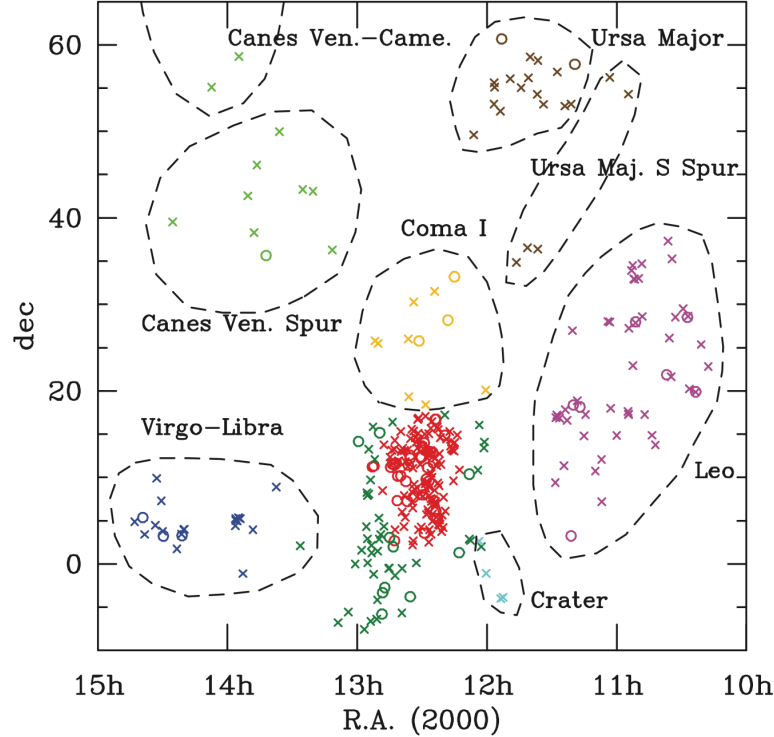 Canes Ven.-Came.
Ursa Major
60
Ursa Maj. S Spur
40
Coma I
dec
Canes Ven. Spur
20
Virgo-Libra
Leo
0
Crater
15h 14h 13h 12h 11h 10h
R.A. (2000)